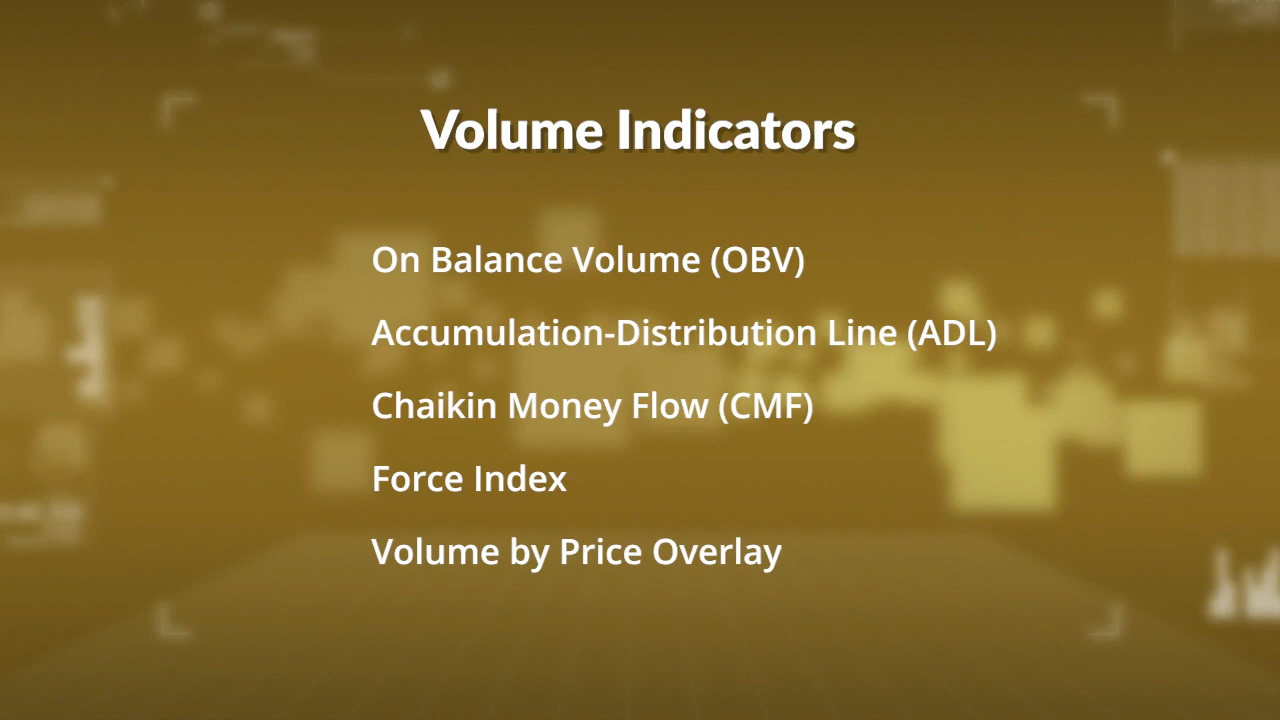 Volume Indicators
On Balance Volume (OBV)
Accumulation-Distribution Line (ADL)
Chaikin Money Flow (CMF)
Force Index
Volume by Price Overlay